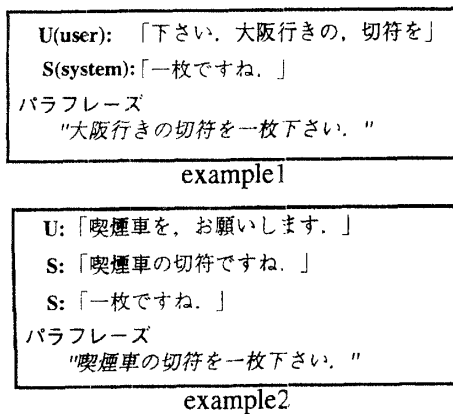 U(user): 「下さい．大阪行きの，切符を」
S(system):「一枚ですね．」
パラフレーズ
"大阪行きの切符を一枚下さい．"
example1
U: 「喫煙車を，お願いします．」
S: 「喫煙車の切符ですね．」
S: 「一枚ですね．」
パラフレーズ
"喫煙車の切符を一枚下さい．"
example2